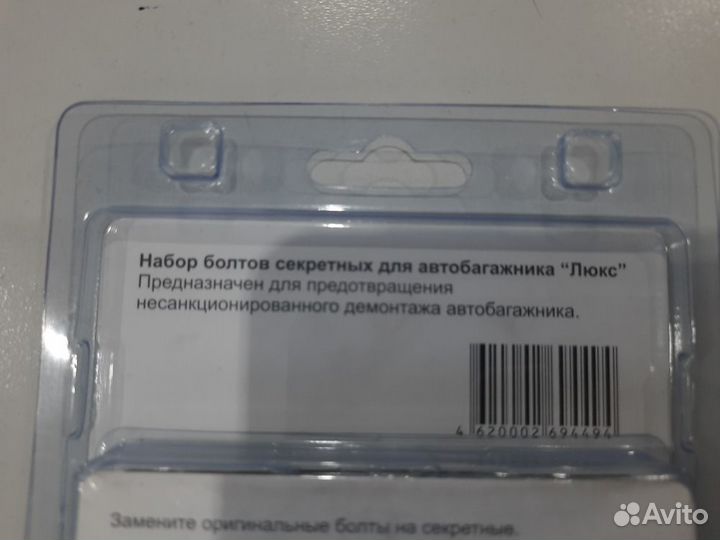 Набор болтов секретных для автобагажника “Люкс”
Предназначен для предотвращения
несанкционированного демонтажа автобагажника.
4 620002 694494
Замените оригинальные болты на секретные.
Avito